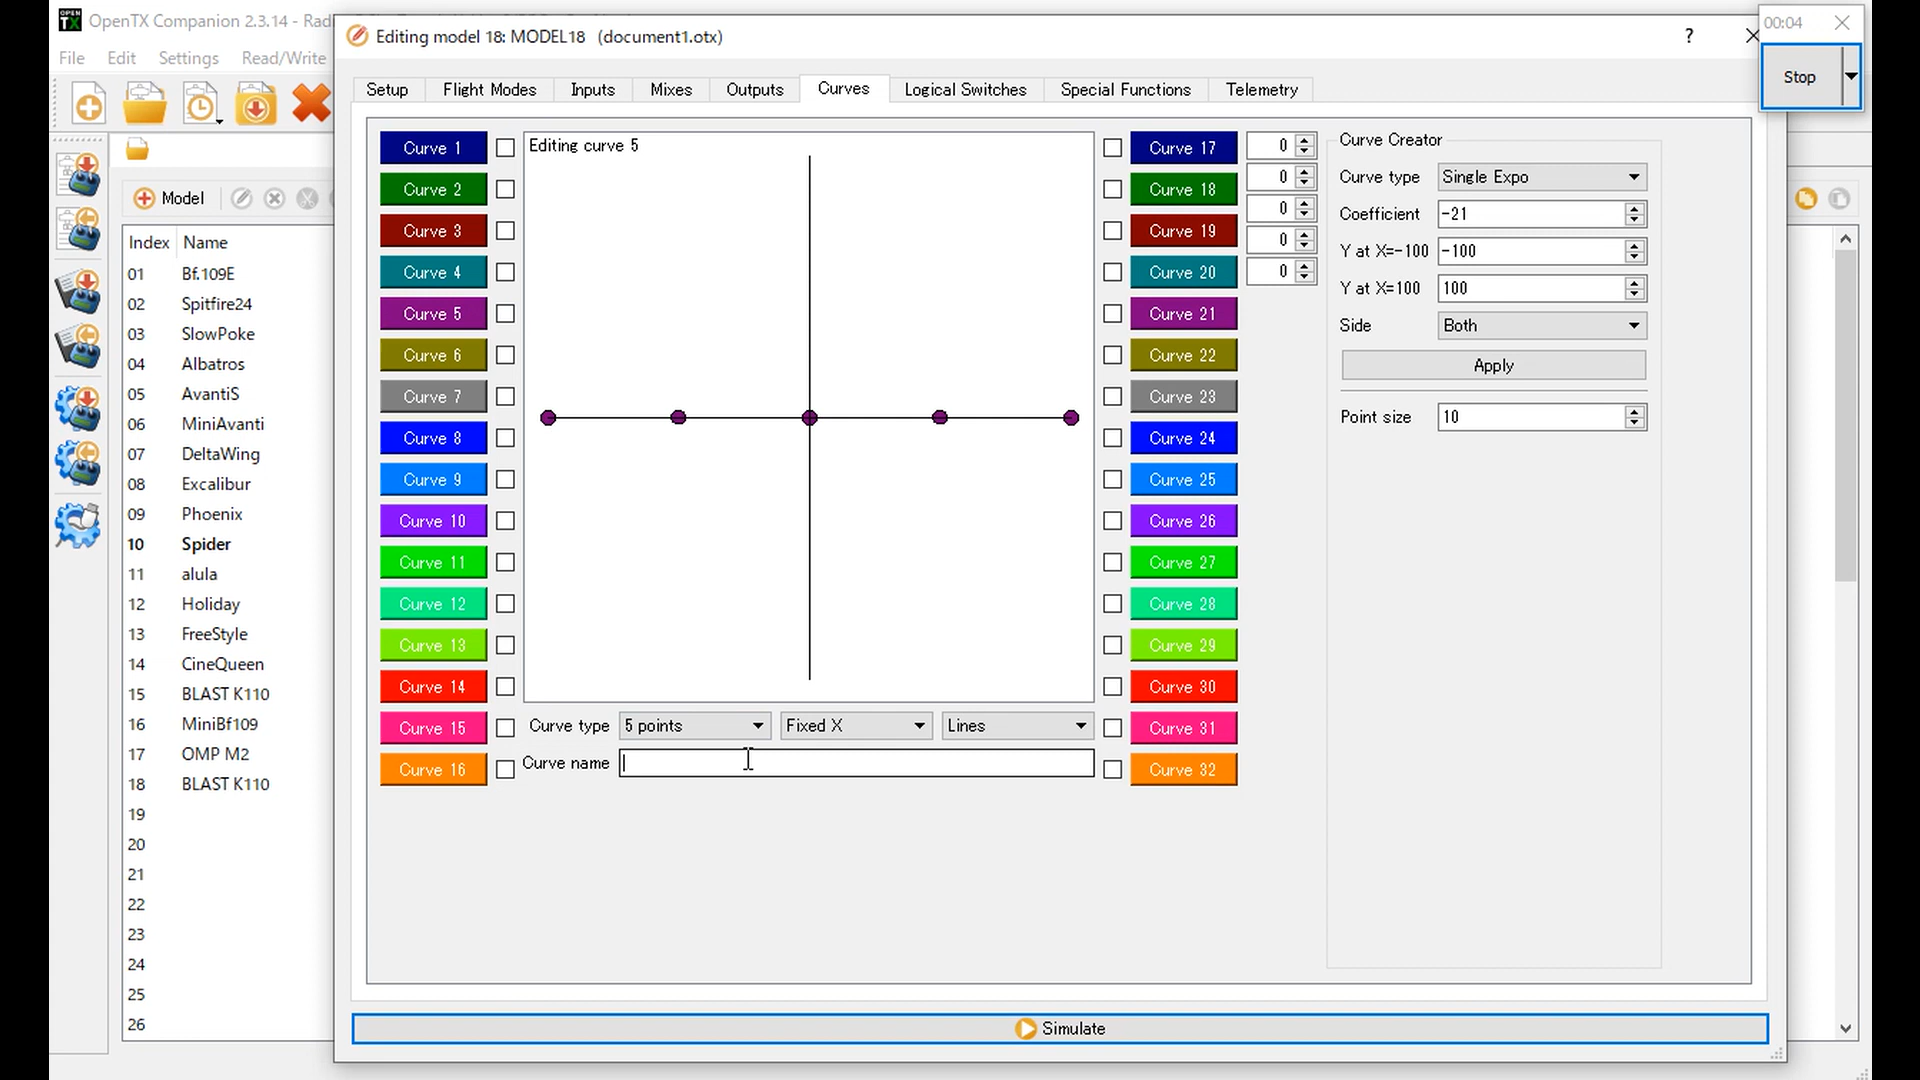 OpenTX Companion 2.3.14 - Rad
File Edit Settings Read/Write
Model
Index Name
01 Bf.109E
02 Spitfire24
03 SlowPoke
04 Albatros
05 AvantiS
06 MiniAvanti
07 DeltaWing
08 Excalibur
09 Phoenix
10 Spider
11 alula
12 Holiday
13 FreeStyle
14 CineQueen
15 BLAST K110
16 MiniBf109
17 OMP M2
18 BLAST K110
19
20
21
22
23
24
25
26
Editing model 18: MODEL18 (document1.otx)
?
00:04
Stop
Setup Flight Modes Inputs Mixes Outputs Curves Logical Switches Special Functions Telemetry
Curve 1
Curve 2
Curve 3
Curve 4
Curve 5
Curve 6
Curve 7
Curve 8
Curve 9
Curve 10
Curve 11
Curve 12
Curve 13
Curve 14
Curve 15
Curve 16
Editing curve 5
Curve type 5 points Fixed X Lines
Curve name
Curve 17
Curve 18
Curve 19
Curve 20
Curve 21
Curve 22
Curve 23
Curve 24
Curve 25
Curve 26
Curve 27
Curve 28
Curve 29
Curve 30
Curve 31
Curve 32
0
0
0
0
0
Curve Creator
Curve type Single Expo
Coefficient -21
Y at X=-100 -100
Y at X=100 100
Side Both
Apply
Point size 10
Simulate